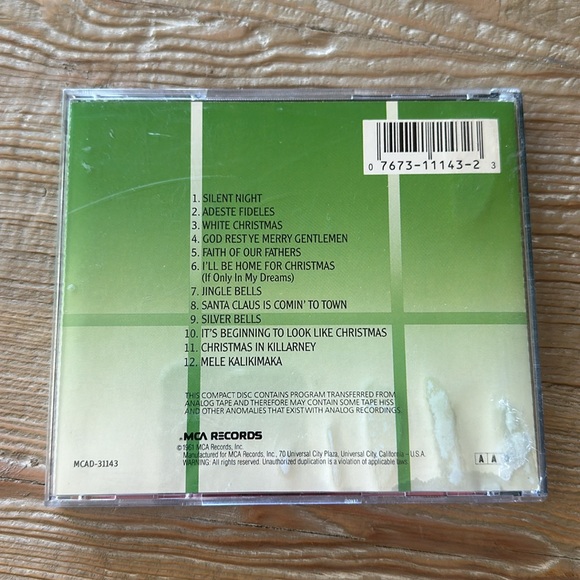 0 7673-11143-2 3
1. SILENT NIGHT
2. ADESTE FIDELES
3. WHITE CHRISTMAS
4. GOD REST YE MERRY GENTLEMEN
5. FAITH OF OUR FATHERS
6. I'LL BE HOME FOR CHRISTMAS
(If Only In My Dreams)
7. JINGLE BELLS
8. SANTA CLAUS IS COMIN' TO TOWN
9. SILVER BELLS
10. IT'S BEGINNING TO LOOK LIKE CHRISTMAS
11. CHRISTMAS IN KILLARNEY
12. MELE KALIKIMAKA
THIS COMPACT DISC CONTAINS PROGRAM TRANSFERRED FROM
ANALOG TAPE AND THEREFORE MAY CONTAIN SOME TAPE HISS
AND OTHER ANOMALIES THAT EXIST WITH ANALOG RECORDINGS.
MCA RECORDS
©1961 MCA Records, Inc.
Manufactured for MCA Records, Inc., 70 Universal City Plaza, Universal City, California – U.S.A.
WARNING: All rights reserved. Unauthorized duplication is a violation of applicable laws.
MCAD-31143
A A